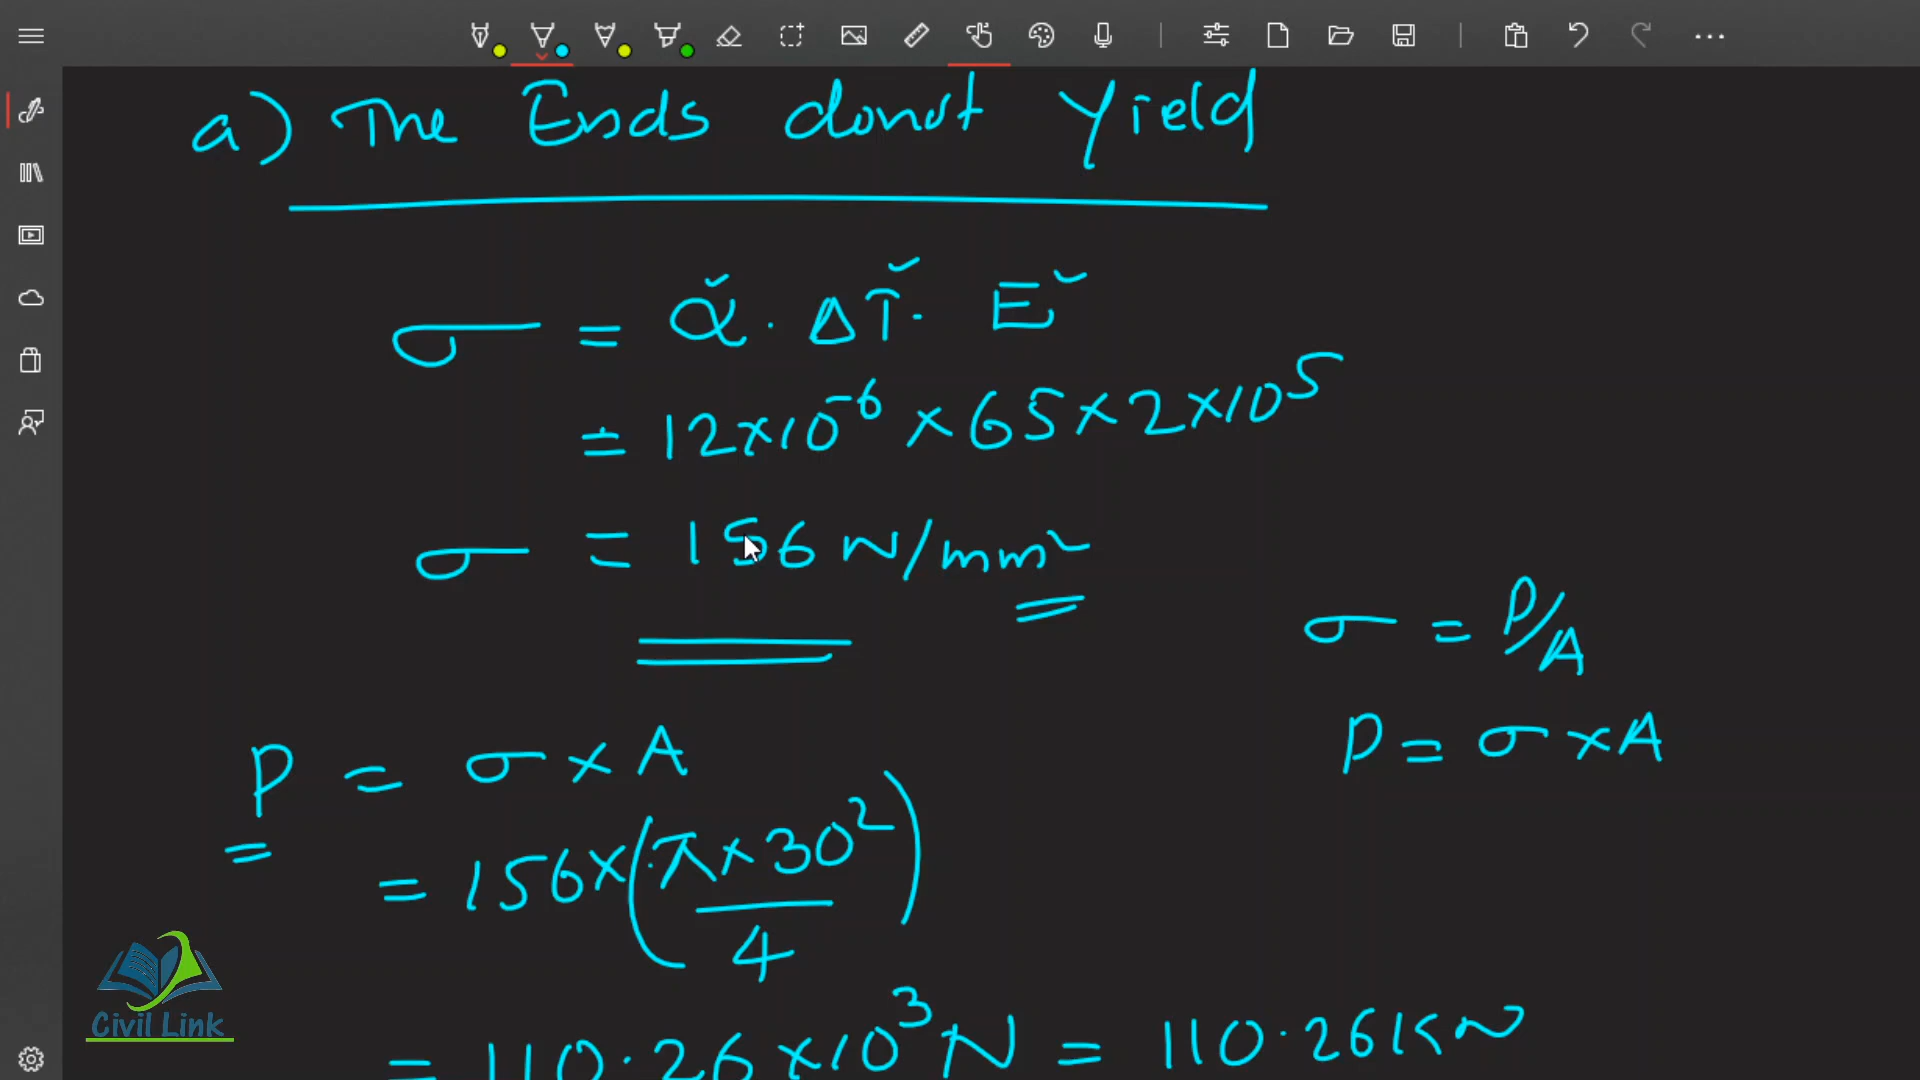 a) The Ends donot Yield
σ = α . ΔT . E
= 12×10⁻⁶ × 65 × 2×10⁵
σ = 156 N/mm²
σ = P/A
P = σ × A
P = σ × A
= 156 × (π × 30² / 4)
= 110.26 × 10³ N = 110.26 KN
Civil Link